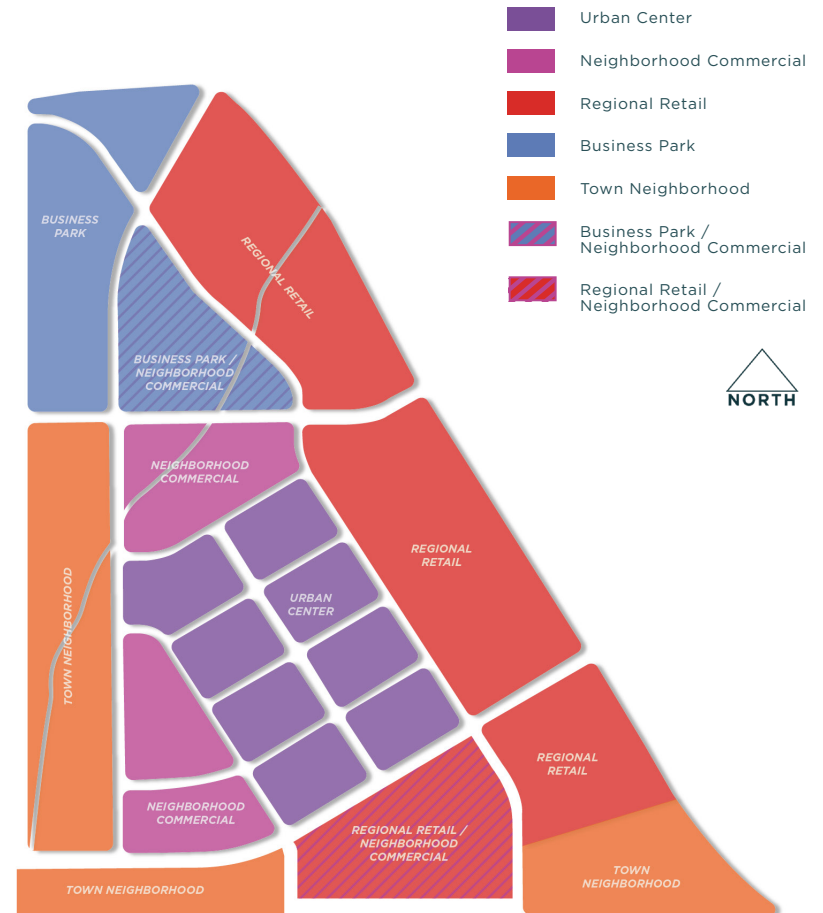 Urban Center
Neighborhood Commercial
Regional Retail
Business Park
Town Neighborhood
Business Park /
Neighborhood Commercial
Regional Retail /
Neighborhood Commercial
NORTH
BUSINESS
PARK
REGIONAL RETAIL
BUSINESS PARK /
NEIGHBORHOOD
COMMERCIAL
NEIGHBORHOOD
COMMERCIAL
REGIONAL
RETAIL
URBAN
CENTER
TOWN NEIGHBORHOOD
REGIONAL
RETAIL
NEIGHBORHOOD
COMMERCIAL
REGIONAL RETAIL /
NEIGHBORHOOD
COMMERCIAL
TOWN
NEIGHBORHOOD
TOWN NEIGHBORHOOD